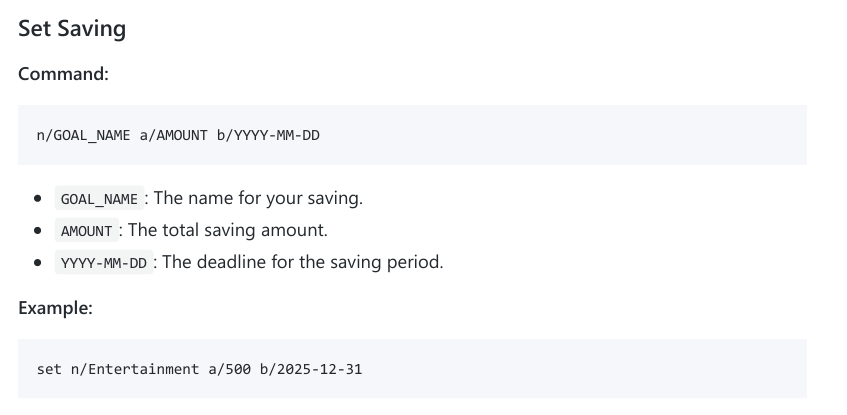 Set Saving
Command:
n/GOAL_NAME a/AMOUNT b/YYYY-MM-DD
GOAL_NAME: The name for your saving.
AMOUNT: The total saving amount.
YYYY-MM-DD: The deadline for the saving period.
Example:
set n/Entertainment a/500 b/2025-12-31